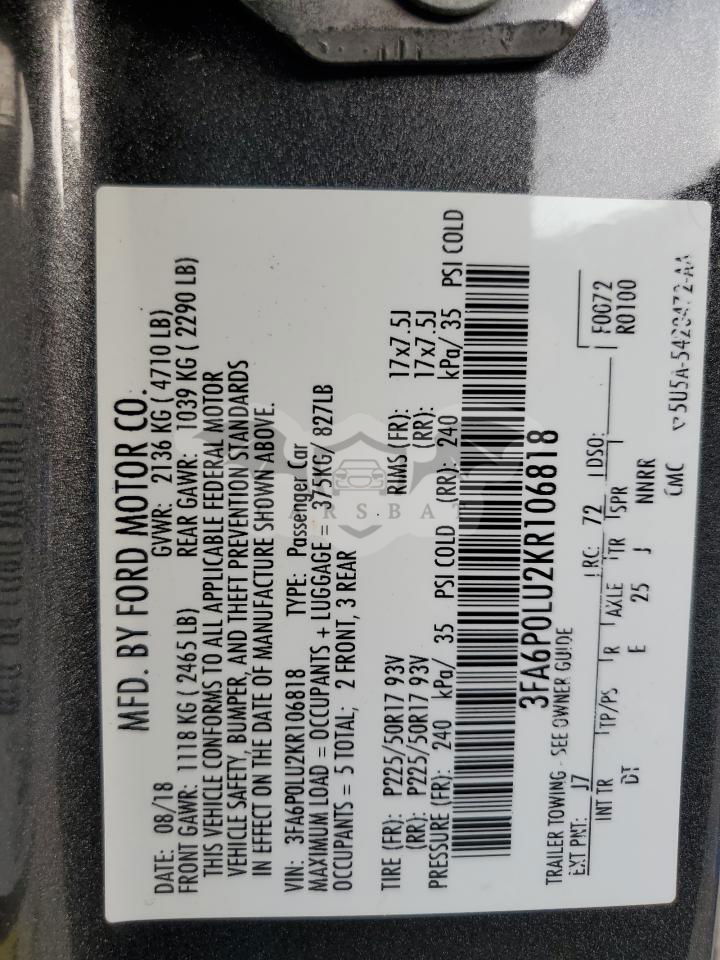 MFD. BY FORD MOTOR CO.
DATE: 08/18 GVWR: 2136 KG ( 4710 LB)
FRONT GAWR: 1118 KG ( 2465 LB) REAR GAWR: 1039 KG ( 2290 LB)
THIS VEHICLE CONFORMS TO ALL APPLICABLE FEDERAL MOTOR
VEHICLE SAFETY, BUMPER, AND THEFT PREVENTION STANDARDS
IN EFFECT ON THE DATE OF MANUFACTURE SHOWN ABOVE.
VIN: 3FA6P0LU2KR106818 TYPE: Passenger Car
MAXIMUM LOAD = OCCUPANTS + LUGGAGE = 375KG/ 827LB
OCCUPANTS = 5 TOTAL; 2 FRONT, 3 REAR
TIRE (FR): P225/50R17 93V RIMS (FR): 17x7.5J
(RR): P225/50R17 93V (RR): 17x7.5J
PRESSURE (FR): 240 kPa/ 35 PSI COLD (RR): 240 kPa/ 35 PSI COLD
3FA6P0LU2KR106818
TRAILER TOWING - SEE OWNER GUIDE
EXT PNT: J7 RC: 72 DSO: F0072
R0100
INT TR TP/PS R AXLE TR SPR
DT E 25 J NNRR
CMC
5U5A-5420472-AA
ARSBA